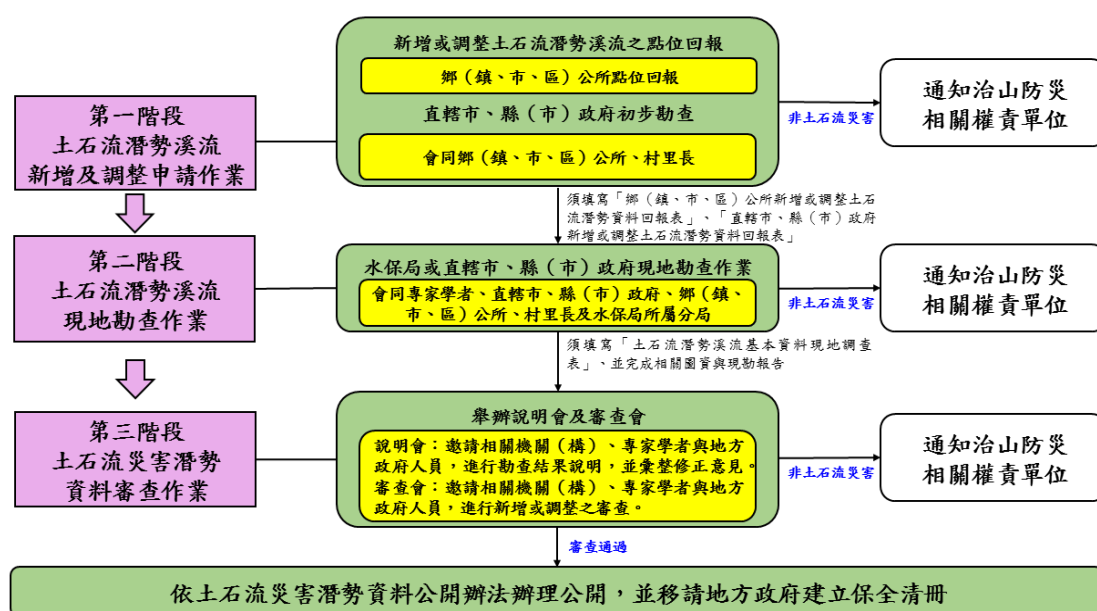 新增或調整土石流潛勢溪流之點位回報
鄉（鎮、市、區）公所點位回報
直轄市、縣（市）政府初步勘查
會同鄉（鎮、市、區）公所、村里長
第一階段
土石流潛勢溪流
新增及調整申請作業
非土石流災害
通知治山防災
相關權責單位
須填寫「鄉（鎮、市、區）公所新增或調整土石
流潛勢資料回報表」、「直轄市、縣（市）政府
新增或調整土石流潛勢資料回報表」
第二階段
土石流潛勢溪流
現地勘查作業
水保局或直轄市、縣（市）政府現地勘查作業
會同專家學者、直轄市、縣（市）政府、鄉（鎮、
市、區）公所、村里長及水保局所屬分局
非土石流災害
通知治山防災
相關權責單位
須填寫「土石流潛勢溪流基本資料現地調查
表」、並完成相關圖資與現勘報告
第三階段
土石流災害潛勢
資料審查作業
舉辦說明會及審查會
說明會：邀請相關機關（構）、專家學者與地方
政府人員，進行勘查結果說明，並彙整修正意見。
審查會：邀請相關機關（構）、專家學者與地方
政府人員，進行新增或調整之審查。
非土石流災害
通知治山防災
相關權責單位
審查通過
依土石流災害潛勢資料公開辦法辦理公開，並移請地方政府建立保全清冊